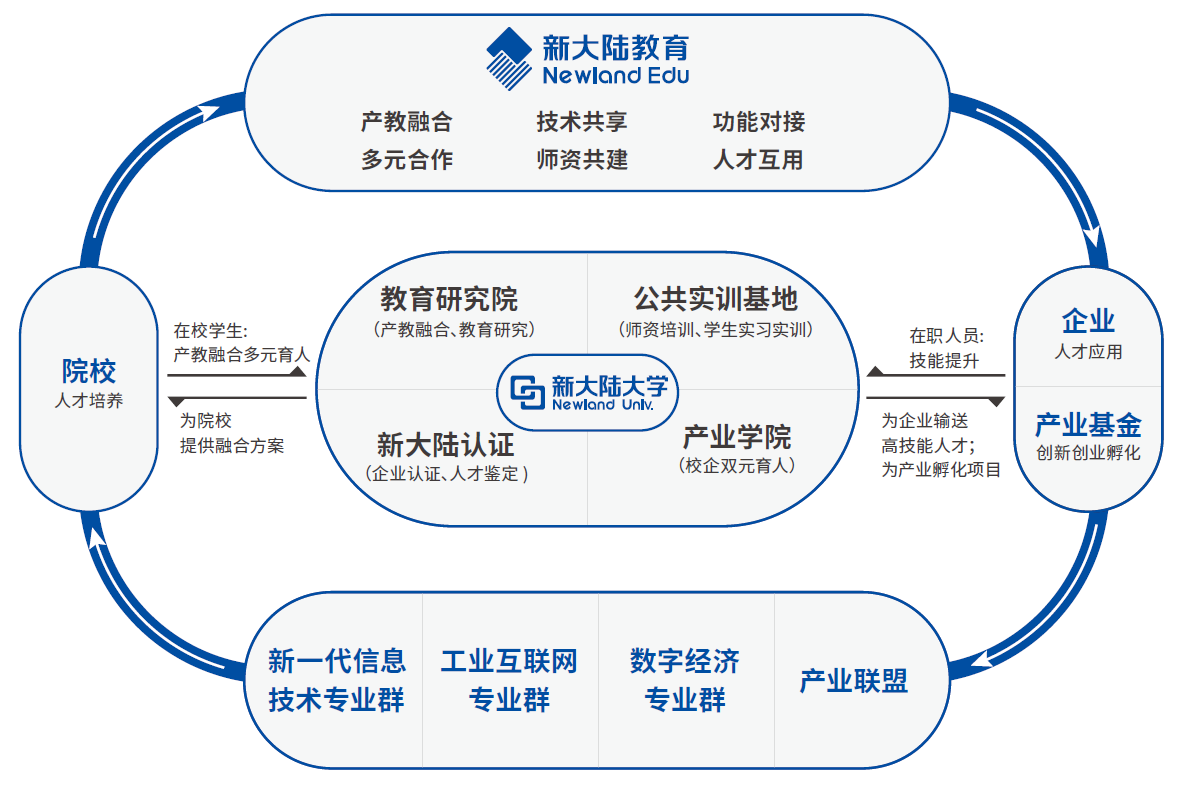 新大陆教育
Newland Edu
产教融合 技术共享 功能对接
多元合作 师资共建 人才互用
院校
人才培养
在校学生:
产教融合多元育人
为院校
提供融合方案
教育研究院
（产教融合、教育研究）
公共实训基地
（师资培训、学生实习实训）
新大陆大学
Newland Univ.
新大陆认证
（企业认证、人才鉴定）
产业学院
（校企双元育人）
在职人员:
技能提升
为企业输送
高技能人才；
为产业孵化项目
企业
人才应用
产业基金
创新创业孵化
新一代信息
技术专业群
工业互联网
专业群
数字经济
专业群
产业联盟